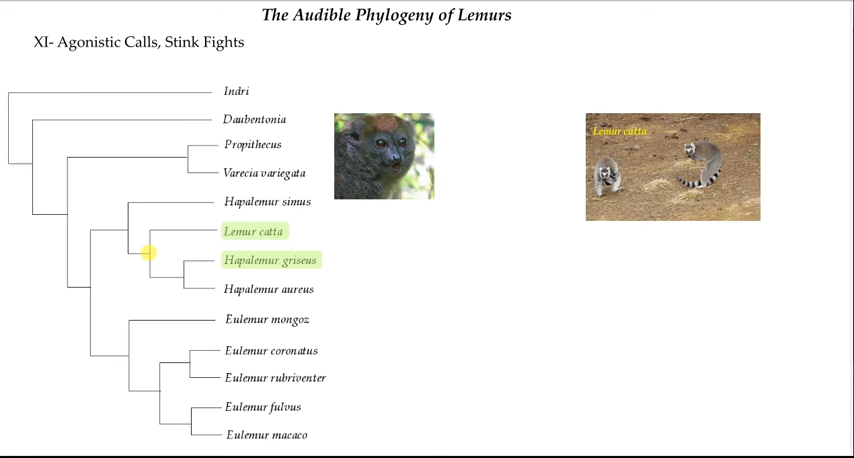 The Audible Phylogeny of Lemurs
XI- Agonistic Calls, Stink Fights
Indri
Daubentonia
Propithecus
Varecia variegata
Hapalemur simus
Lemur catta
Hapalemur griseus
Hapalemur aureus
Eulemur mongoz
Eulemur coronatus
Eulemur rubriventer
Eulemur fulvus
Eulemur macaco
Lemur catta